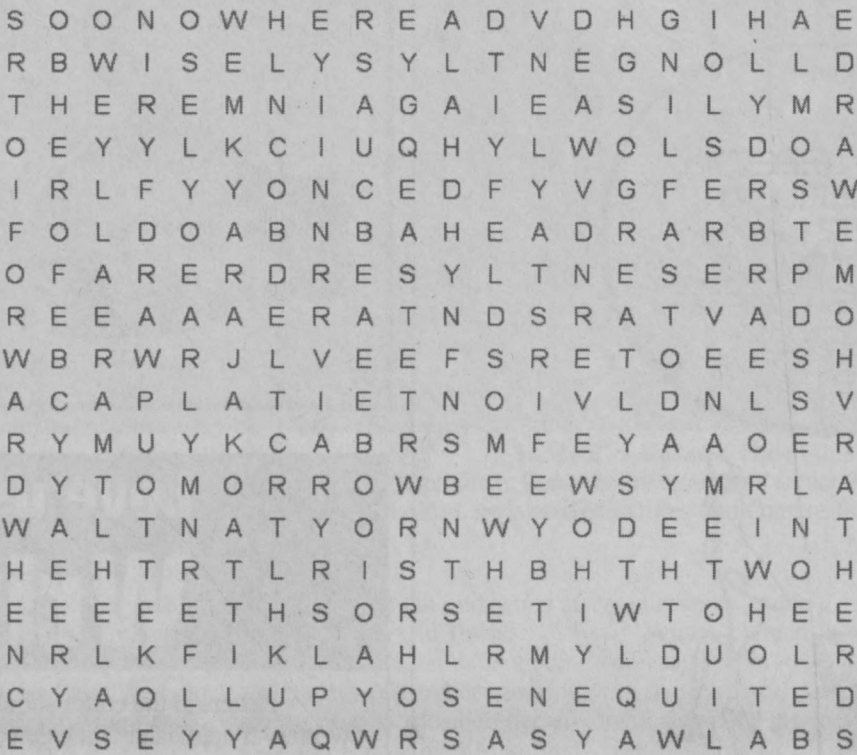 S O O N O W H E R E A D V D H G I H A E
R B W I S E L Y S Y L T N E G N O L L D
T H E R E M N I A G A I E A S I L Y M R
O E Y Y L K C I U Q H Y L W O L S D O A
I R L F Y Y O N C E D F Y V G F E R S W
F O L D O A B N B A H E A D R A R B T E
O F A R E R D R E S Y L T N E S E R P M
R E E A A A E R A T N D S R A T V A D O
W B R W R J L V E E F S R E T O E E S H
A C A P L A T I E T N O I V L D N L S V
R Y M U Y K C A B R S M F E Y A A O E R
D Y T O M O R R O W B E E W S Y M R L A
W A L T N A T Y O R N W Y O D E E I N T
H E H T R T L R I S T H B H T H T W O H
E E E E E T H S O R S E T I W T O H E E
N R L K F I K L A H L R M Y L D U O L R
C Y A O L L U P Y O S E N E Q U I T E D
E V S E Y Y A Q W R S A S Y A W L A B S